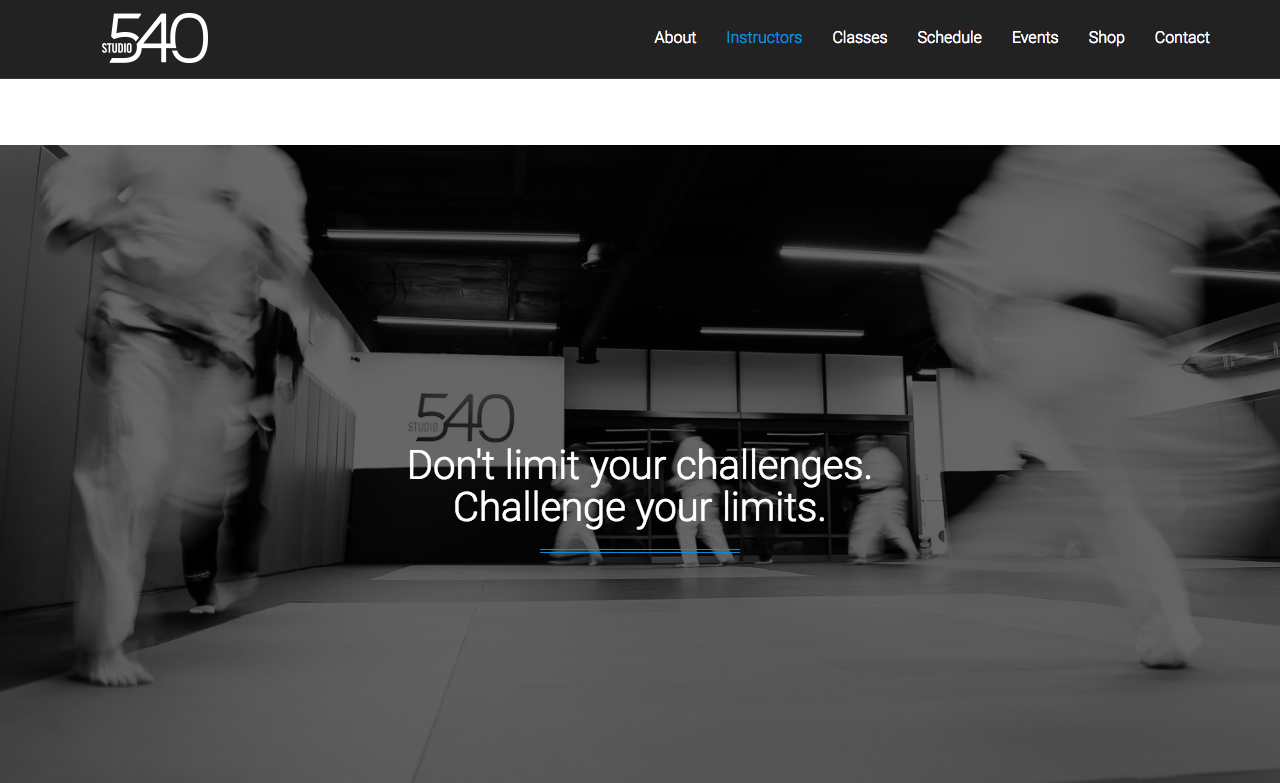 STUDIO 540
About Instructors Classes Schedule Events Shop Contact
STUDIO 540
Don't limit your challenges.
Challenge your limits.